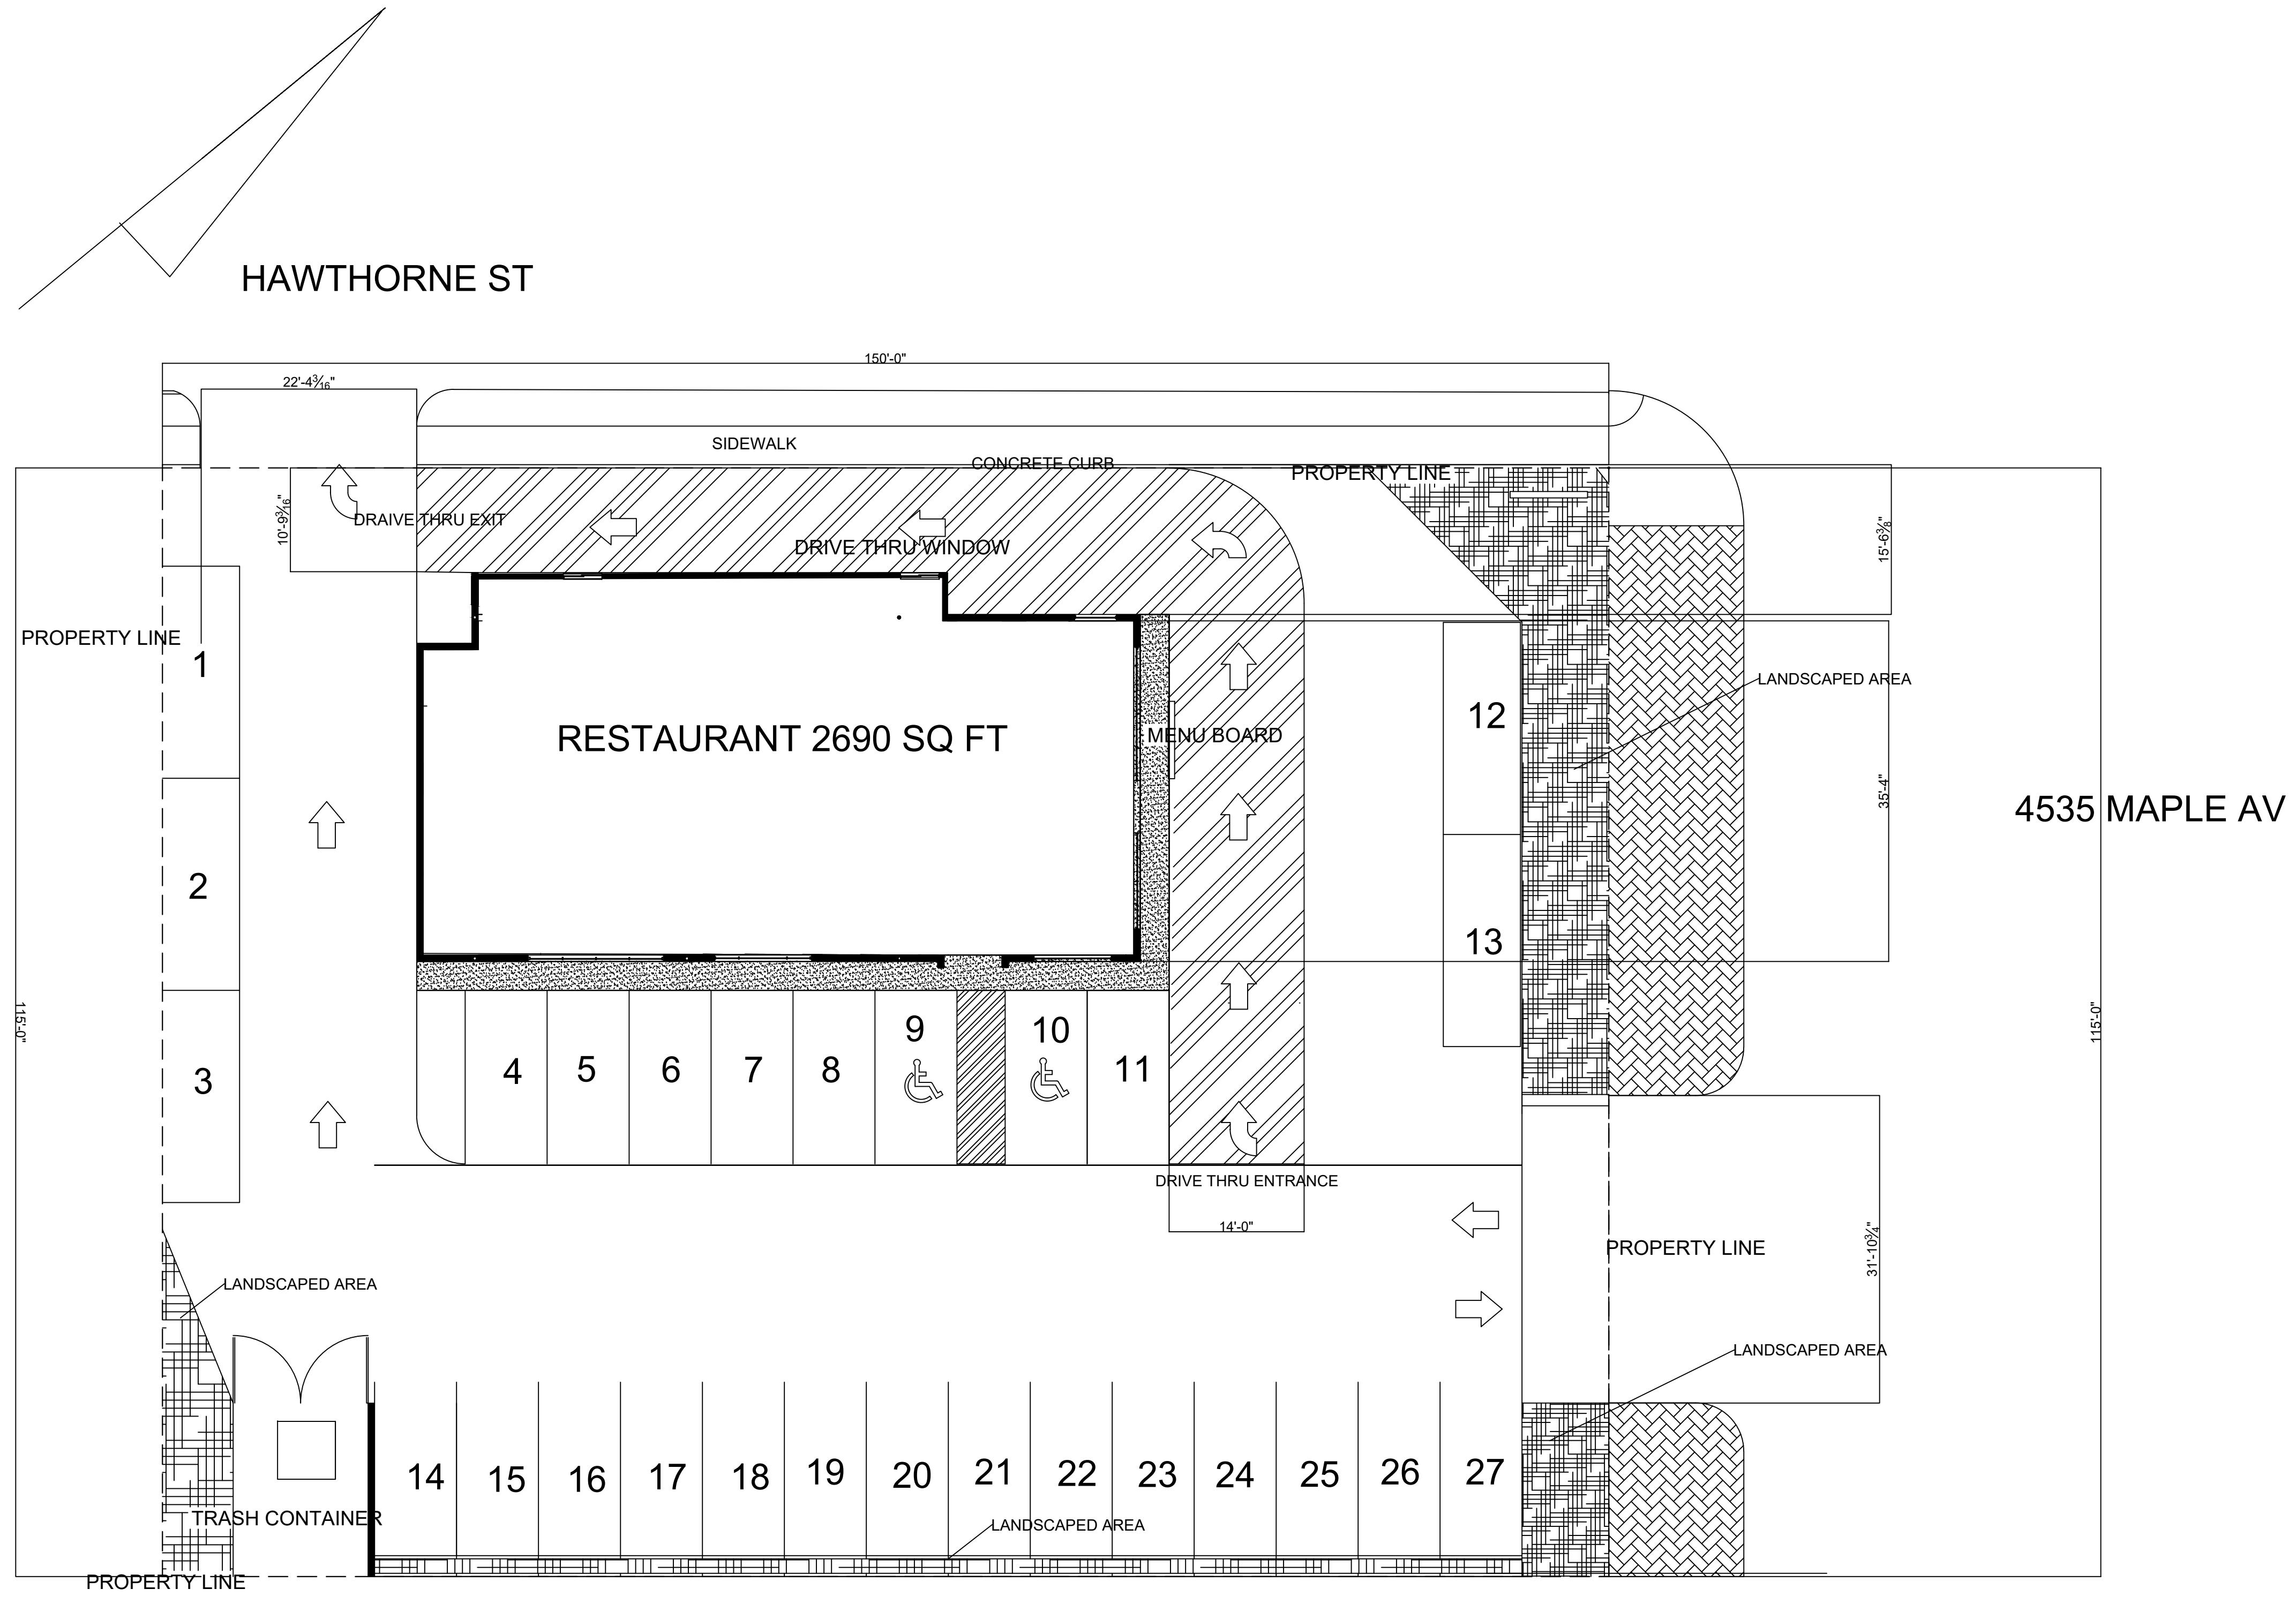 HAWTHORNE ST
150'-0"
22'-4 3/16"
SIDEWALK
CONCRETE CURB
PROPERTY LINE
10'-9 3/16"
DRAIVE THRU EXIT
DRIVE THRU WINDOW
15'-6 3/8"
PROPERTY LINE
1
RESTAURANT 2690 SQ FT
MENU BOARD
12
LANDSCAPED AREA
35'-4"
4535 MAPLE AV
2
13
115'-0"
115'-0"
3
4
5
6
7
8
9
10
11
DRIVE THRU ENTRANCE
14'-0"
PROPERTY LINE
31'-10 3/4"
LANDSCAPED AREA
LANDSCAPED AREA
14
15
16
17
18
19
20
21
22
23
24
25
26
27
TRASH CONTAINER
LANDSCAPED AREA
PROPERTY LINE